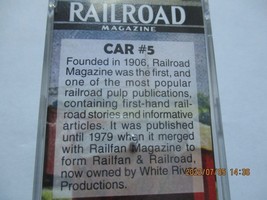 RAILROAD
MAGAZINE
CAR #5
Founded in 1906, Railroad
Magazine was the first, and
one of the most popular
railroad pulp publications,
containing first-hand rail-
road stories and informative
articles. It was published
until 1979 when it merged
with Railfan Magazine to
form Railfan & Railroad,
now owned by White River
Productions.